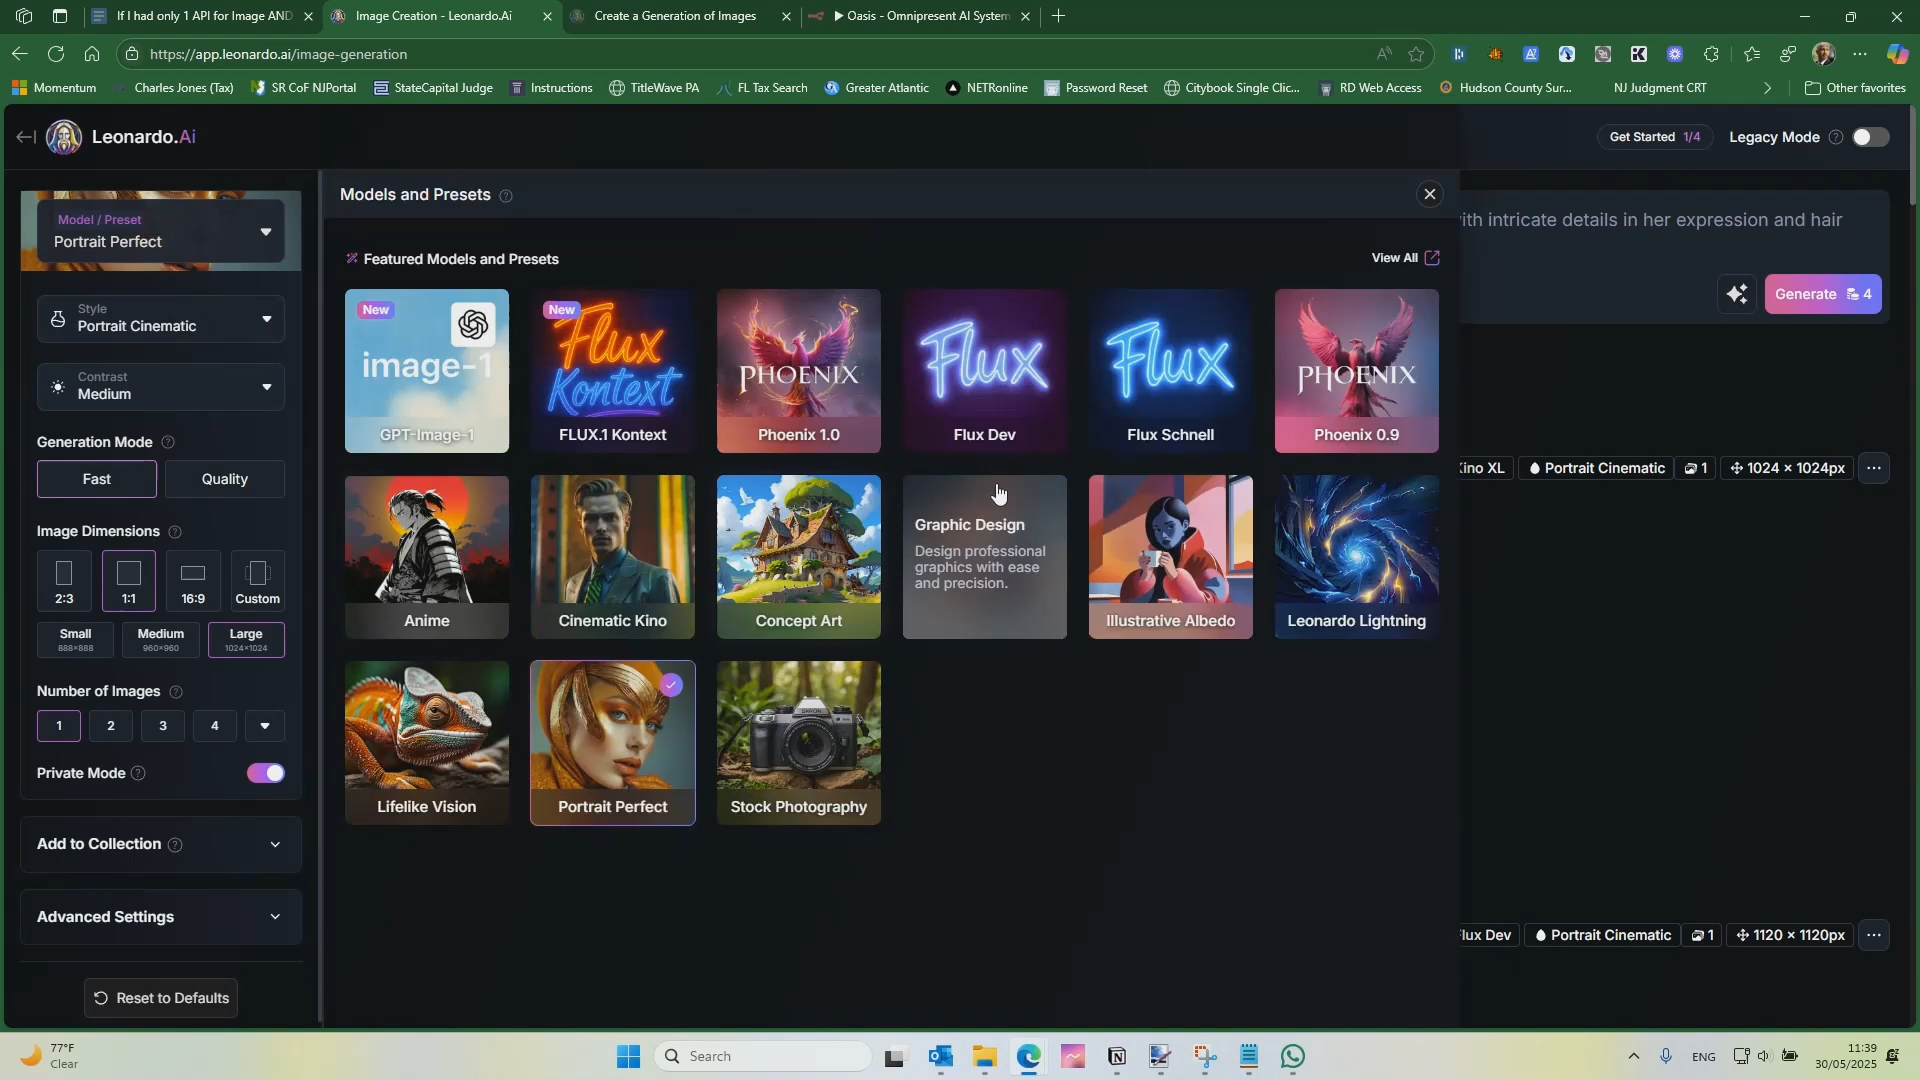 If I had only 1 API for Image AND
Image Creation - Leonardo.Ai
Create a Generation of Images
Oasis - Omnipresent AI System
https://app.leonardo.ai/image-generation
Momentum
Charles Jones (Tax)
SR CoF NJPortal
StateCapital Judge
Instructions
TitleWave PA
FL Tax Search
Greater Atlantic
NETRonline
Password Reset
Citybook Single Clic...
RD Web Access
Hudson County Sur...
NJ Judgment CRT
Other favorites
Leonardo.Ai
Get Started 1/4
Legacy Mode
Model / Preset
Portrait Perfect
Style
Portrait Cinematic
Contrast
Medium
Generation Mode
Fast
Quality
Image Dimensions
2:3
1:1
16:9
Custom
Small
888×888
Medium
960×960
Large
1024×1024
Number of Images
1
2
3
4
Private Mode
Add to Collection
Advanced Settings
Reset to Defaults
Models and Presets
Featured Models and Presets
View All
New
image-1
GPT-Image-1
New
Flux
Kontext
FLUX.1 Kontext
PHOENIX
Phoenix 1.0
Flux
Flux Dev
Flux
Flux Schnell
PHOENIX
Phoenix 0.9
Anime
Cinematic Kino
Concept Art
Graphic Design
Design professional
graphics with ease
and precision.
Illustrative Albedo
Leonardo Lightning
Lifelike Vision
Portrait Perfect
Stock Photography
with intricate details in her expression and hair
Generate 4
Kino XL
Portrait Cinematic
1
1024 × 1024px
Flux Dev
Portrait Cinematic
1
1120 × 1120px
77°F
Clear
Search
ENG
11:39
30/05/2025